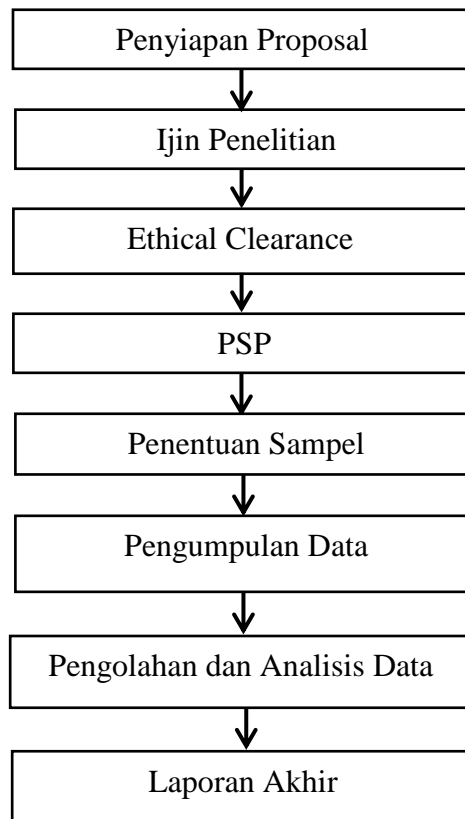 Penyiapan Proposal
Ijin Penelitian
Ethical Clearance
PSP
Penentuan Sampel
Pengumpulan Data
Pengolahan dan Analisis Data
Laporan Akhir